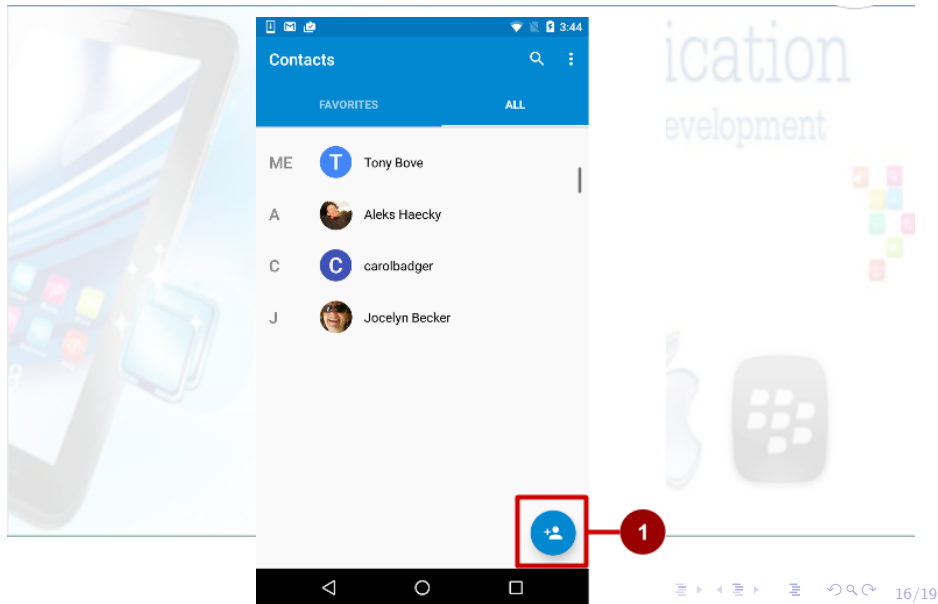 3:44
Contacts
FAVORITES ALL
ME T Tony Bove
A Aleks Haecky
C C carolbadger
J Jocelyn Becker
1
ication
evelopment
16/19